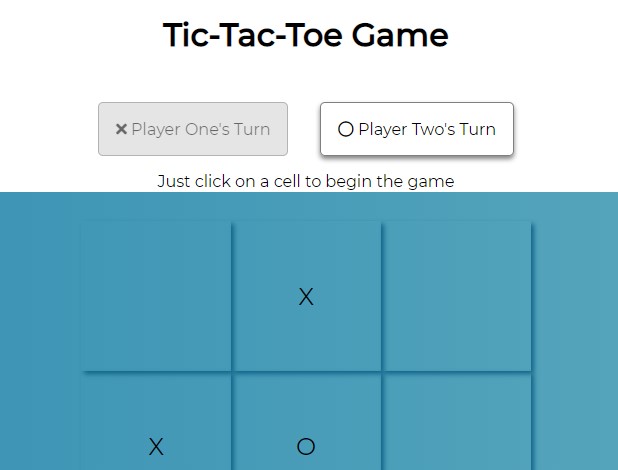 Tic-Tac-Toe Game
✖ Player One's Turn   ◯ Player Two's Turn
Just click on a cell to begin the game
X
X   O